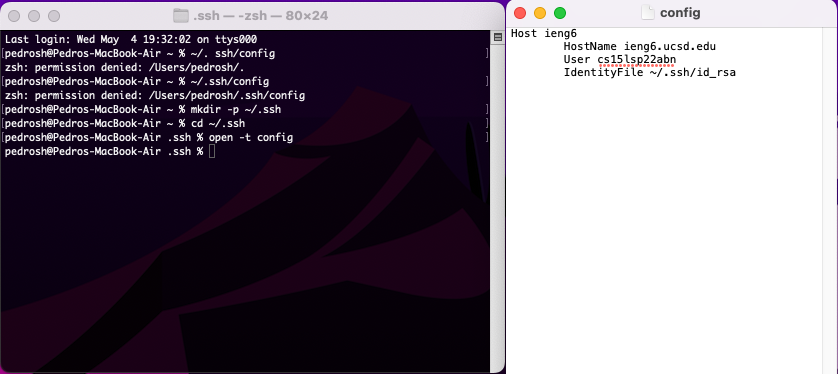 .ssh — -zsh — 80×24
Last login: Wed May  4 19:32:02 on ttys000
[pedrosh@Pedros-MacBook-Air ~ % ~/. ssh/config ]
zsh: permission denied: /Users/pedrosh/.
[pedrosh@Pedros-MacBook-Air ~ % ~/.ssh/config ]
zsh: permission denied: /Users/pedrosh/.ssh/config
[pedrosh@Pedros-MacBook-Air ~ % mkdir -p ~/.ssh ]
[pedrosh@Pedros-MacBook-Air ~ % cd ~/.ssh ]
[pedrosh@Pedros-MacBook-Air .ssh % open -t config ]
pedrosh@Pedros-MacBook-Air .ssh %
config
Host ieng6
        HostName ieng6.ucsd.edu
        User cs15lsp22abn
        IdentityFile ~/.ssh/id_rsa